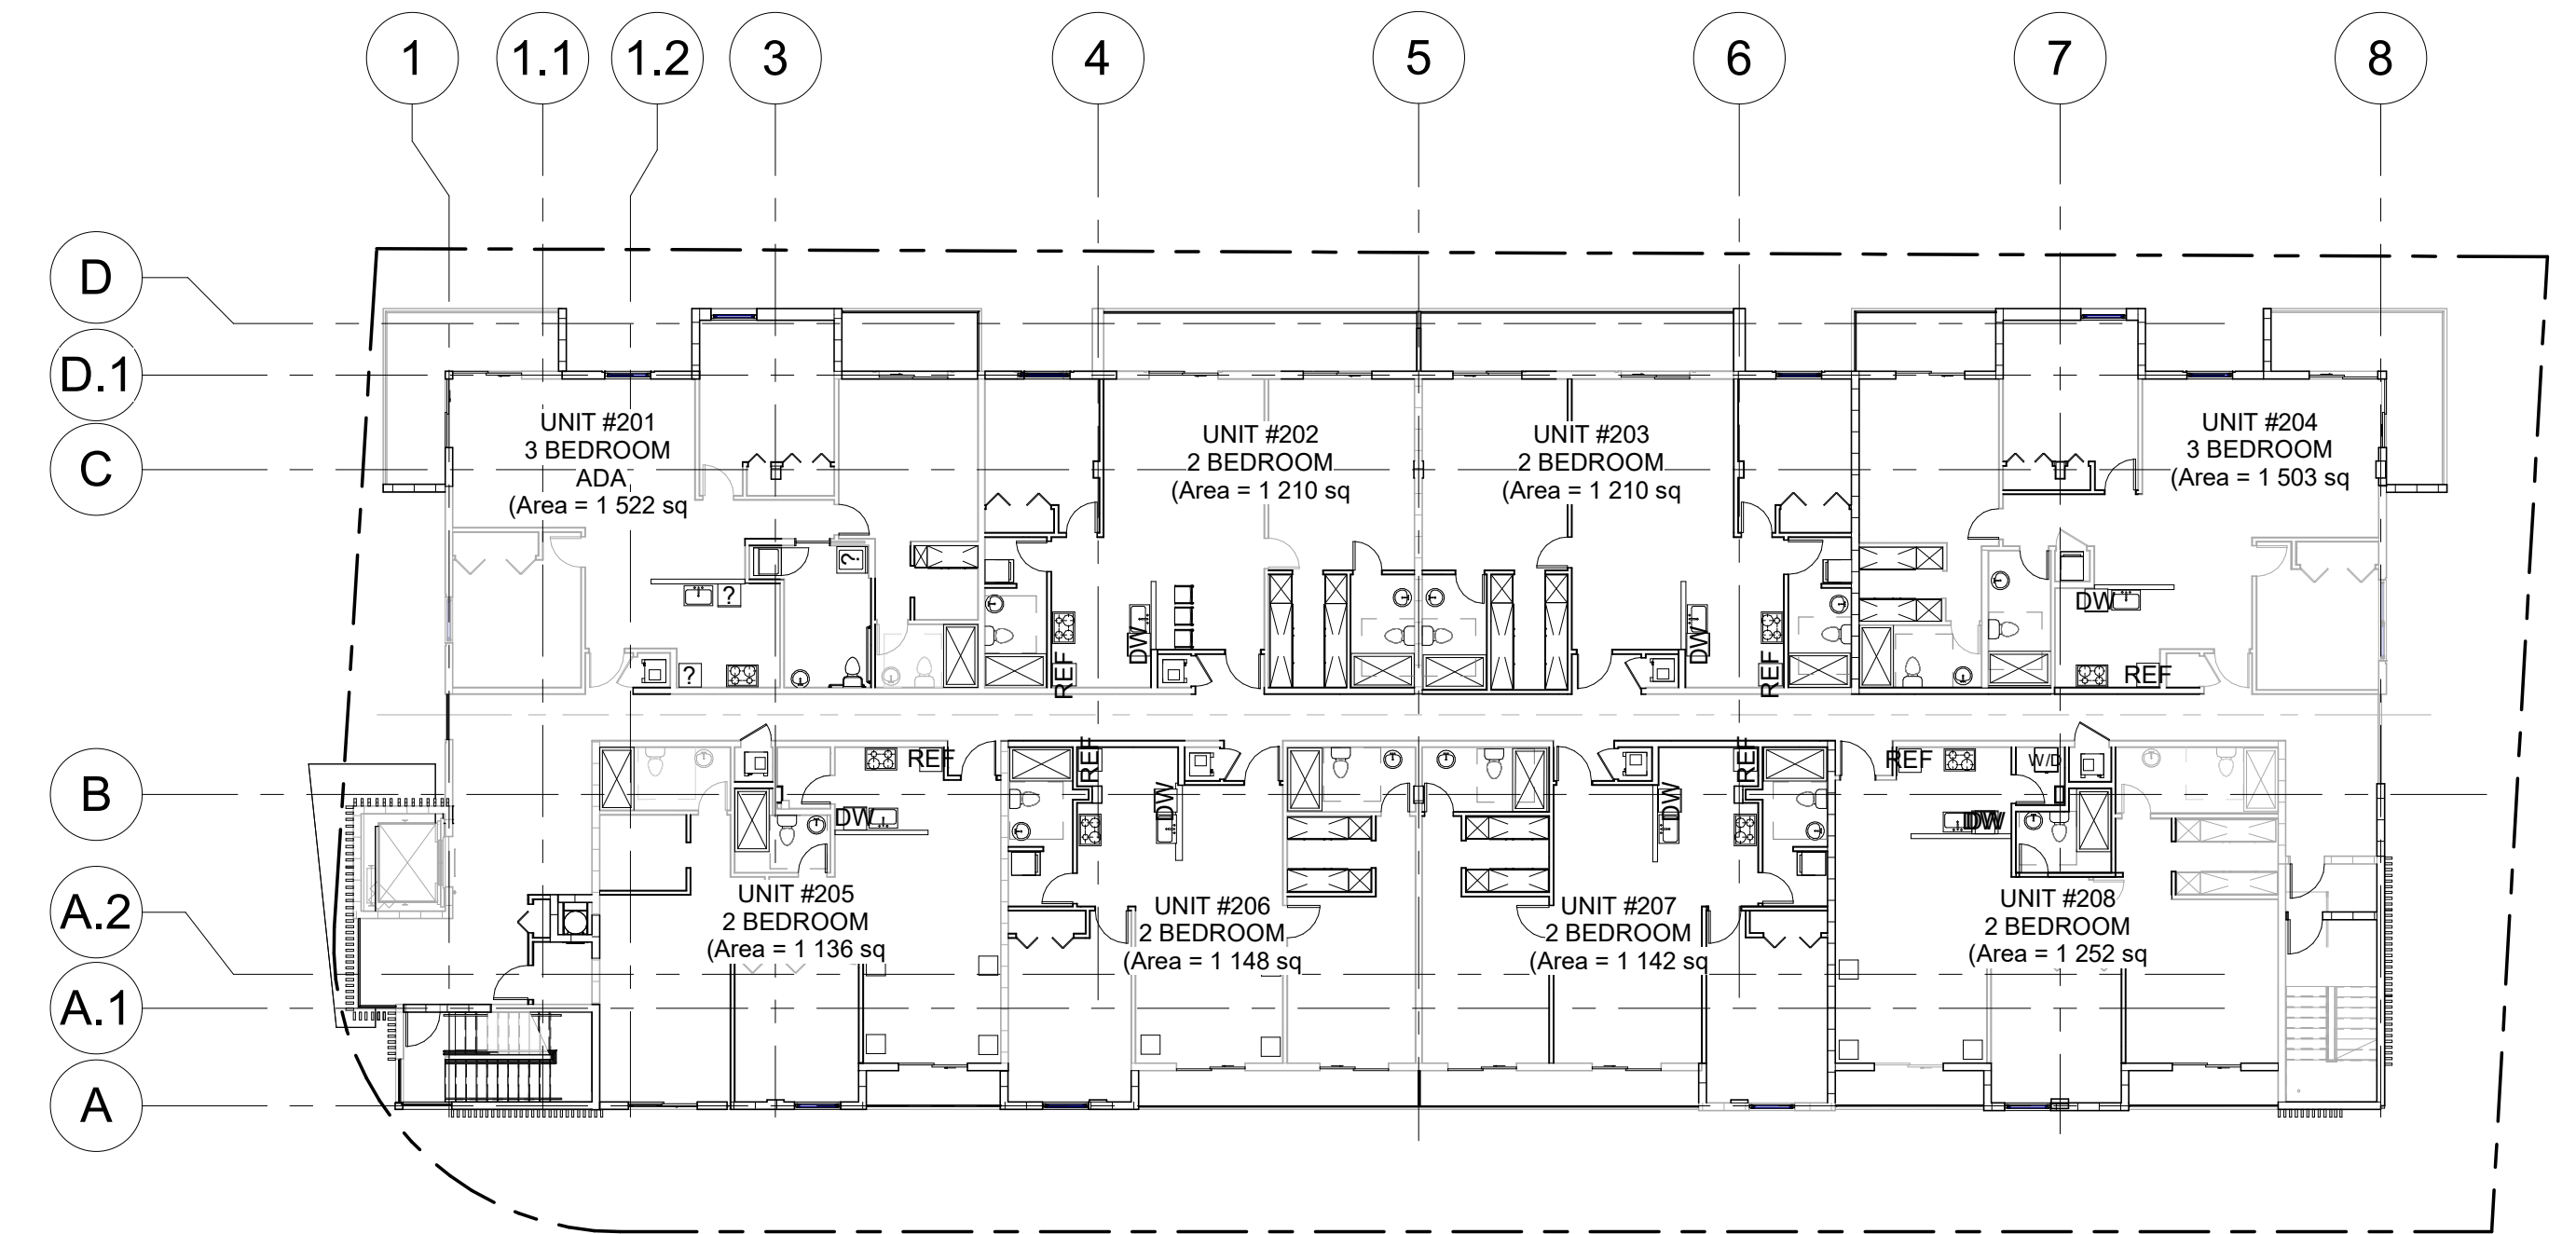 1
1.1
1.2
3
4
5
6
7
8
D
D.1
C
B
A.2
A.1
A
UNIT #201
3 BEDROOM
ADA
(Area = 1 522 sq
UNIT #202
2 BEDROOM
(Area = 1 210 sq
UNIT #203
2 BEDROOM
(Area = 1 210 sq
UNIT #204
3 BEDROOM
(Area = 1 503 sq
?
?
?
DW
REF
DW
REF
DW
REF
REF
DW
REF
DW
REF
DW
REF
W/D
DW
UNIT #205
2 BEDROOM
(Area = 1 136 sq
UNIT #206
2 BEDROOM
(Area = 1 148 sq
UNIT #207
2 BEDROOM
(Area = 1 142 sq
UNIT #208
2 BEDROOM
(Area = 1 252 sq